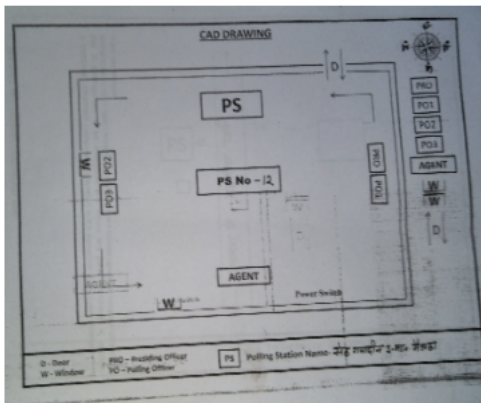 CAD DRAWING
D
PS
PRO
PO1
PO2
PO3
AGENT
W
W
D
W
PO2
PO3
PRO
PO1
PS No - 12
AGENT
W
Power Switch
D - Door
W - Window
PRO - Presiding Officer
PO - Polling Officer
PS
Polling Station Name-